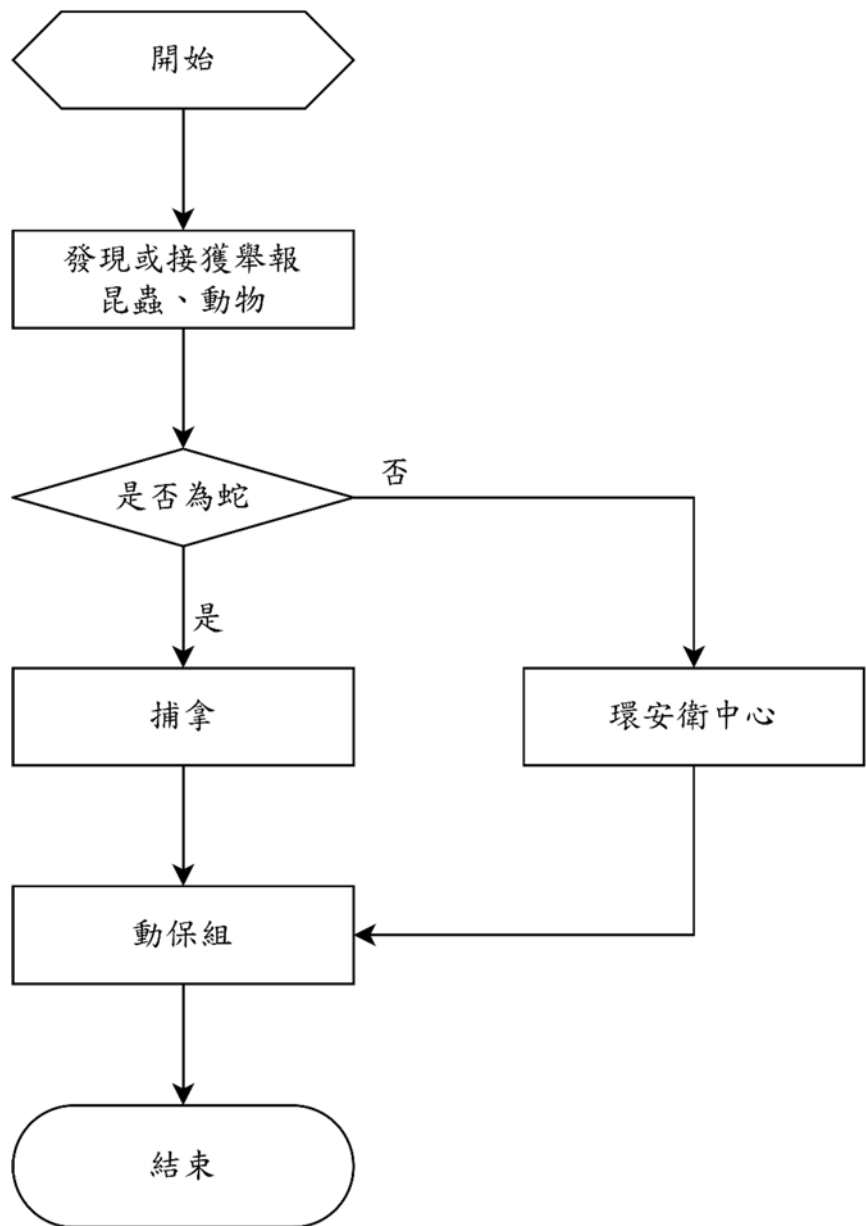 開始
發現或接獲舉報
昆蟲、動物
是否為蛇
否
是
捕拿
環安衛中心
動保組
結束